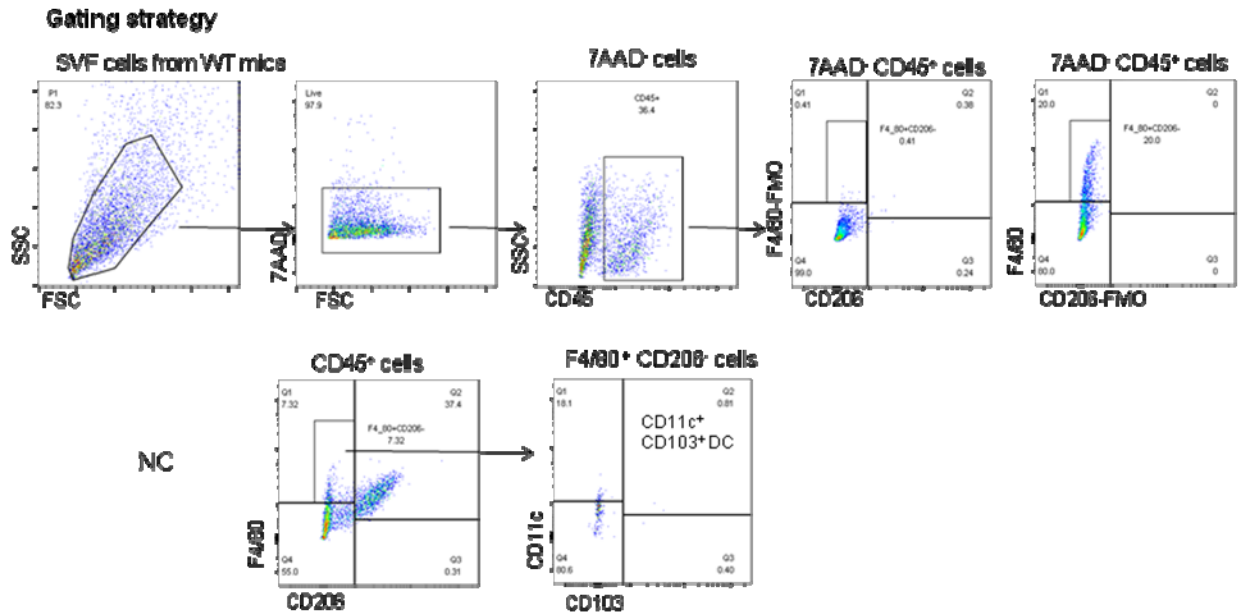 Gating strategy
SVF cells from WT mice
P1
82.3
SSC
FSC
Live
97.9
7AAD
FSC
7AAD- cells
CD45+
36.4
SSC
CD45
7AAD- CD45+ cells
Q1
0.41
Q2
0.38
F4_80+CD206-
0.41
F4/80-FMO
Q4
99.0
Q3
0.24
CD206
7AAD- CD45+ cells
Q1
20.0
Q2
0
F4_80+CD206-
20.0
F4/80
Q4
80.0
Q3
0
CD206-FMO
NC
CD45+ cells
Q1
7.32
Q2
37.4
F4_80+CD206-
7.32
F4/80
Q4
55.0
Q3
0.31
CD206
F4/80+ CD206- cells
Q1
18.1
Q2
0.81
CD11c+
CD103+ DC
CD11c
Q4
80.6
Q3
0.40
CD103